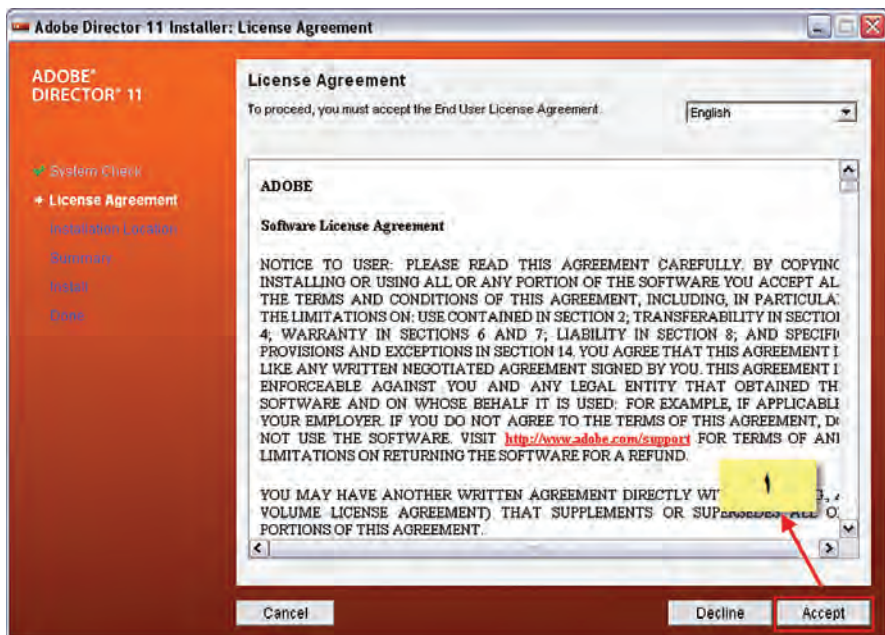 Adobe Director 11 Installer: License Agreement
ADOBE®
DIRECTOR® 11
System Check
License Agreement
Installation Location
Summary
Install
Done
License Agreement
To proceed, you must accept the End User License Agreement.
English
ADOBE
Software License Agreement
NOTICE TO USER: PLEASE READ THIS AGREEMENT CAREFULLY. BY COPYING
INSTALLING OR USING ALL OR ANY PORTION OF THE SOFTWARE YOU ACCEPT AL
THE TERMS AND CONDITIONS OF THIS AGREEMENT, INCLUDING, IN PARTICULA
THE LIMITATIONS ON: USE CONTAINED IN SECTION 2; TRANSFERABILITY IN SECTIO
4; WARRANTY IN SECTIONS 6 AND 7; LIABILITY IN SECTION 8; AND SPECIFI
PROVISIONS AND EXCEPTIONS IN SECTION 14. YOU AGREE THAT THIS AGREEMENT I
LIKE ANY WRITTEN NEGOTIATED AGREEMENT SIGNED BY YOU. THIS AGREEMENT I
ENFORCEABLE AGAINST YOU AND ANY LEGAL ENTITY THAT OBTAINED TH
SOFTWARE AND ON WHOSE BEHALF IT IS USED: FOR EXAMPLE, IF APPLICABL
YOUR EMPLOYER. IF YOU DO NOT AGREE TO THE TERMS OF THIS AGREEMENT, D
NOT USE THE SOFTWARE. VISIT http://www.adobe.com/support FOR TERMS OF AN
LIMITATIONS ON RETURNING THE SOFTWARE FOR A REFUND.
YOU MAY HAVE ANOTHER WRITTEN AGREEMENT DIRECTLY WIT
VOLUME LICENSE AGREEMENT) THAT SUPPLEMENTS OR SUPERSEDES ALL O
PORTIONS OF THIS AGREEMENT.
١
Cancel
Decline
Accept